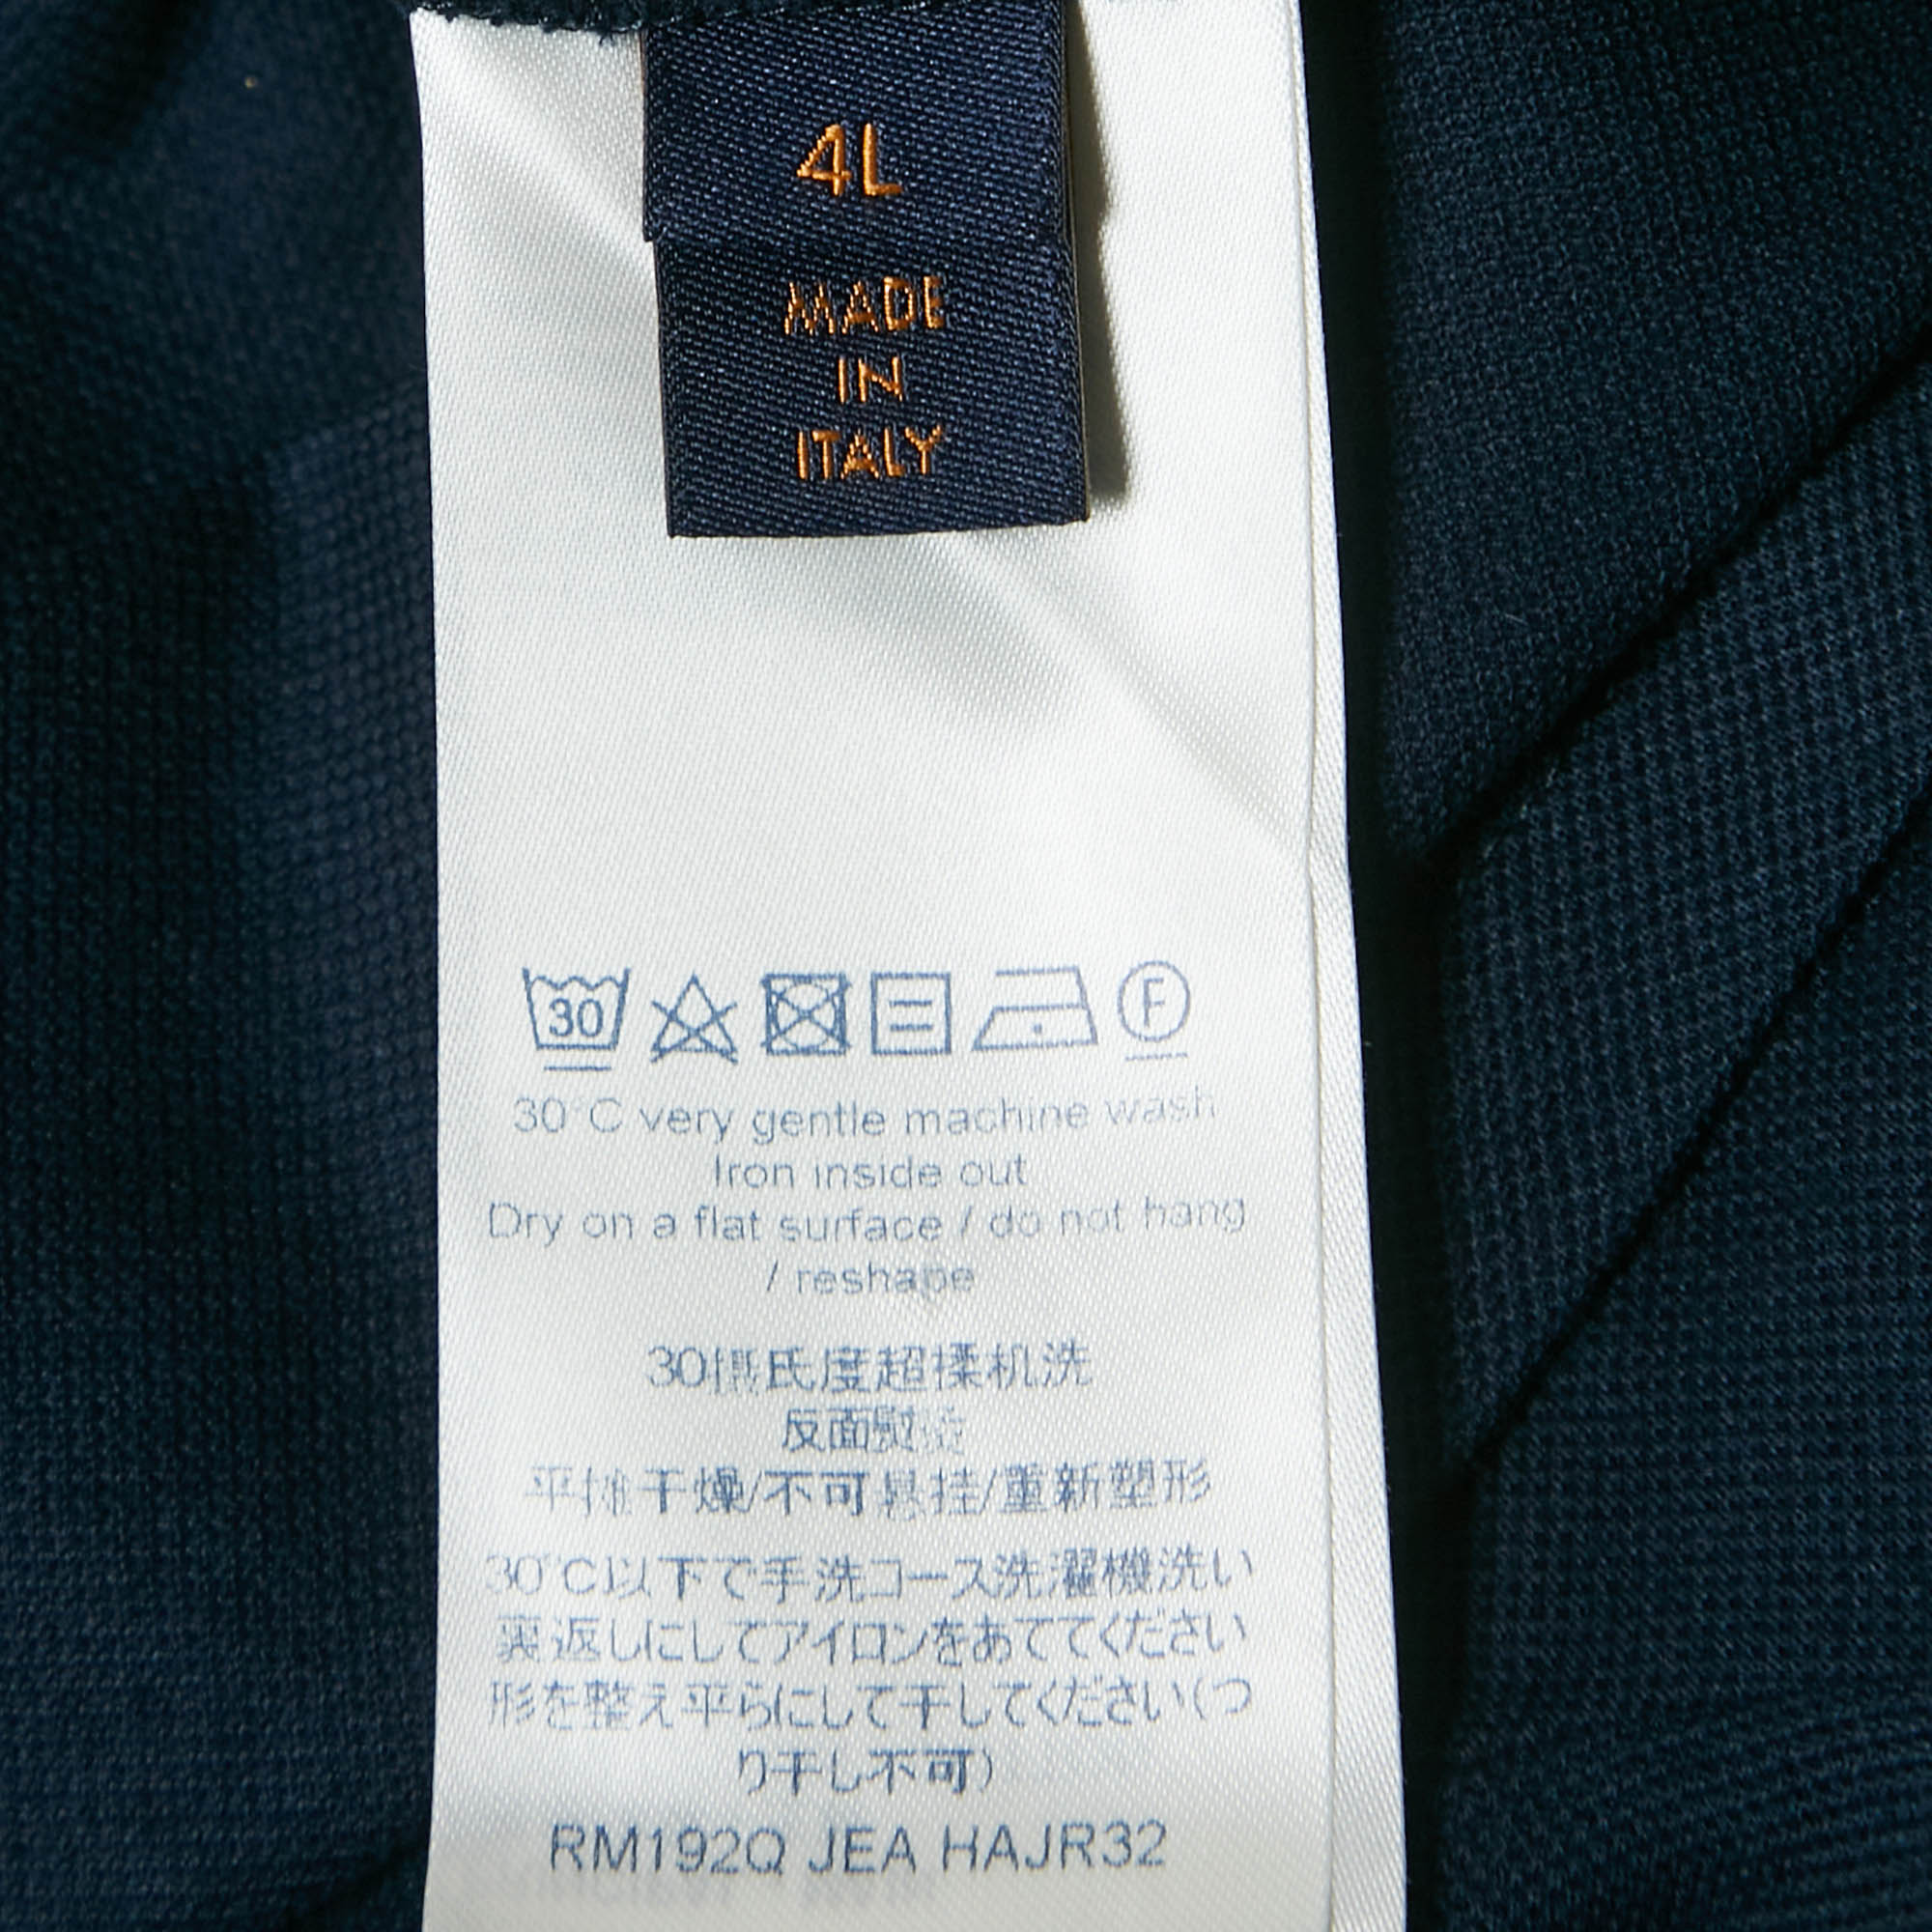 4L
MADE
IN
ITALY
30
F
30°C very gentle machine wash
Iron inside out
Dry on a flat surface / do not hang
/ reshape
30摄氏度超揉机洗
反面熨烫
平摊干燥/不可悬挂/重新塑形
30°C以下で手洗コース洗濯機洗い
裏返しにしてアイロンをあててください
形を整え平らにして干してください(つ
り干し不可)
RM192Q JEA HAJR32